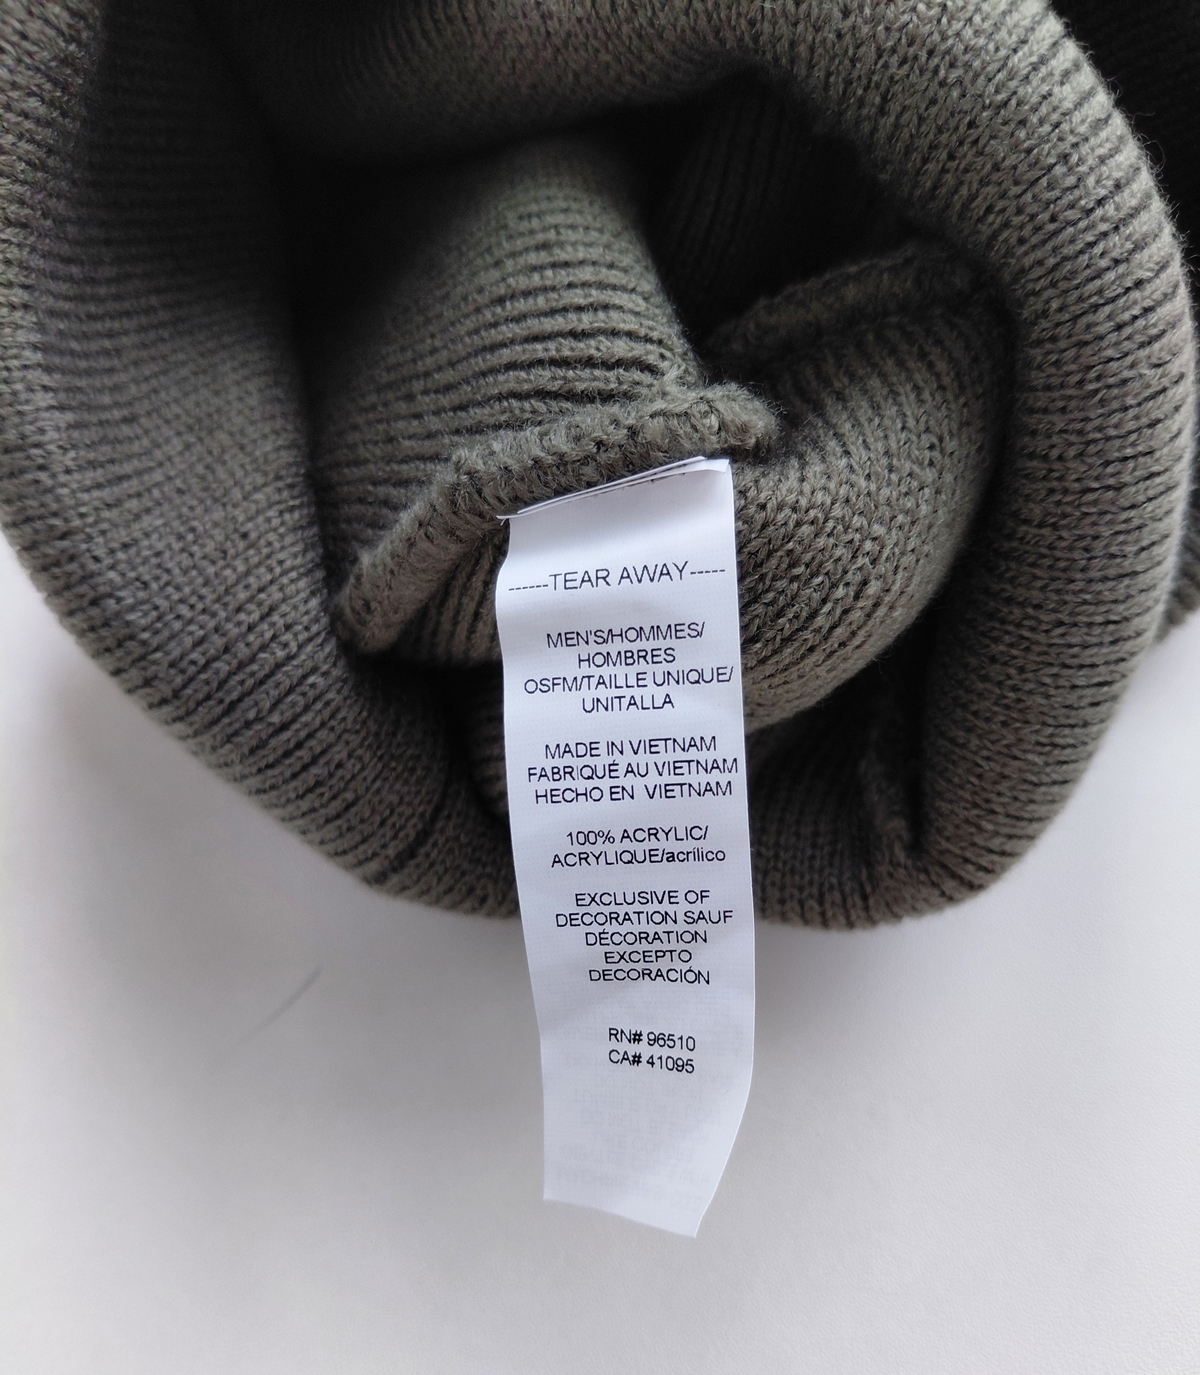 ------TEAR AWAY-----
MEN'S/HOMMES/
HOMBRES
OSFM/TAILLE UNIQUE/
UNITALLA
MADE IN VIETNAM
FABRIQUÉ AU VIETNAM
HECHO EN VIETNAM
100% ACRYLIC/
ACRYLIQUE/acrílico
EXCLUSIVE OF
DECORATION SAUF
DÉCORATION
EXCEPTO
DECORACIÓN
RN# 96510
CA# 41095